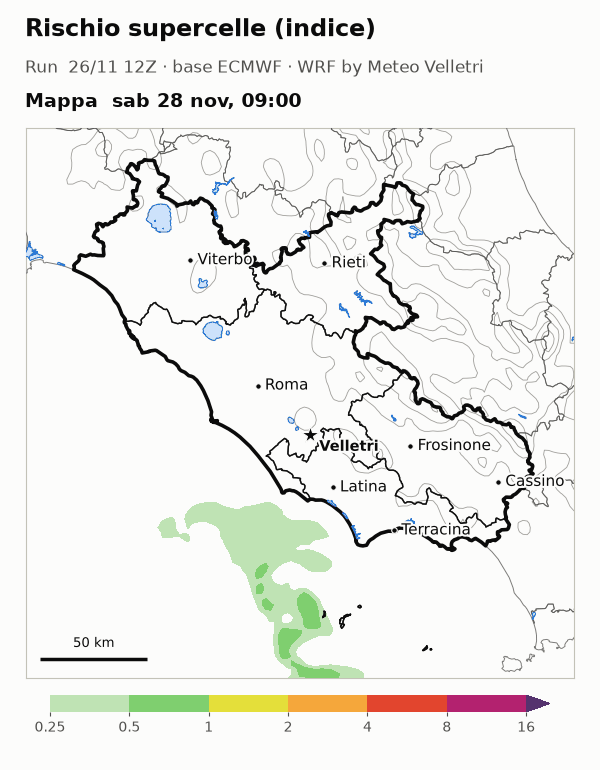 Rischio supercelle (indice)
Run  26/11 12Z · base ECMWF · WRF by Meteo Velletri
Mappa  sab 28 nov, 09:00
Viterbo
Rieti
Roma
Velletri
Frosinone
Latina
Cassino
Terracina
50 km
0.25 0.5 1 2 4 8 16